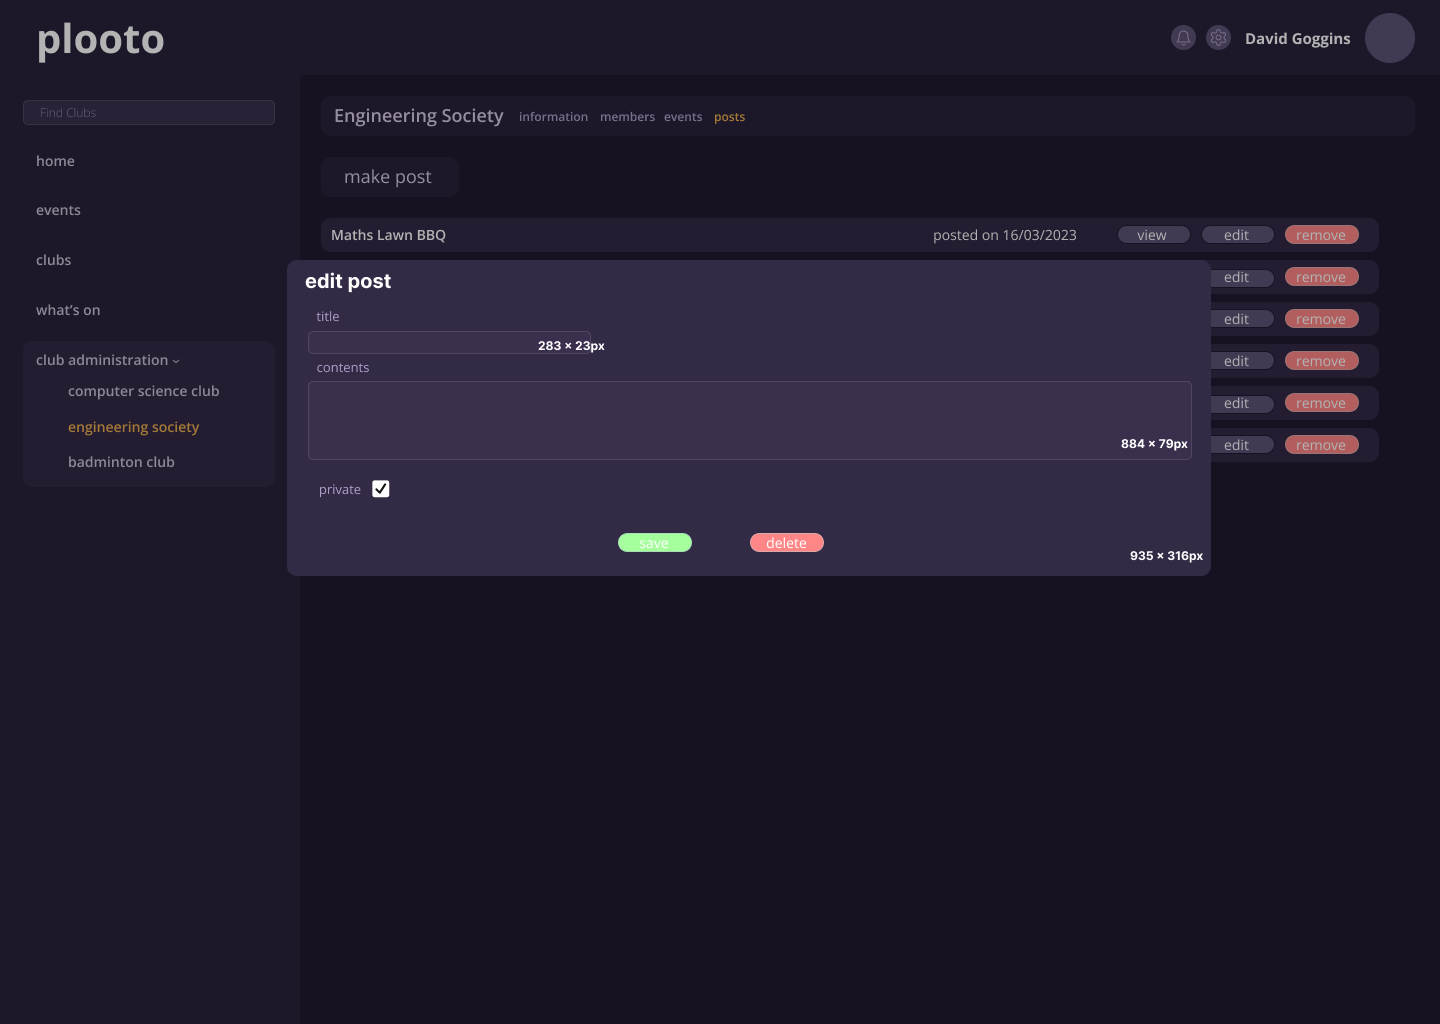 plooto
David Goggins
Find Clubs
home
events
clubs
what's on
club administration
computer science club
engineering society
badminton club
Engineering Society information members events posts
make post
Maths Lawn BBQ posted on 16/03/2023 view edit remove
edit remove
edit remove
edit remove
edit remove
edit remove
edit post
title
283 × 23px
contents
884 × 79px
private
save delete
935 × 316px